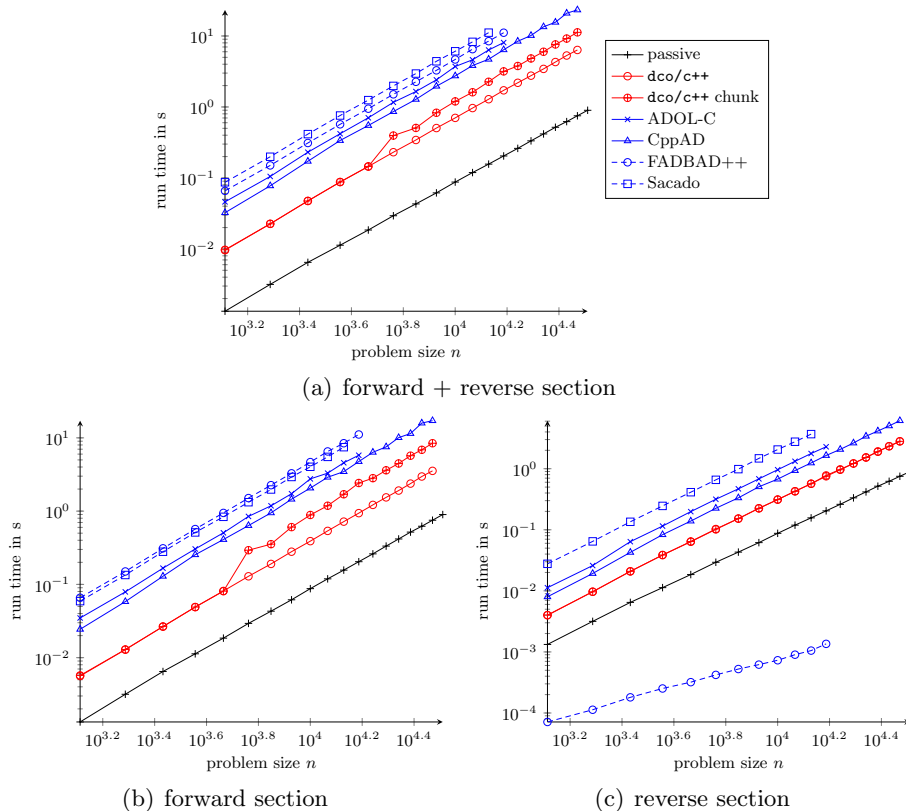 10^1
10^0
10^{-1}
10^{-2}
run time in s
10^{3.2} 10^{3.4} 10^{3.6} 10^{3.8} 10^4 10^{4.2} 10^{4.4}
problem size n
passive
dco/c++
dco/c++ chunk
ADOL-C
CppAD
FADBAD++
Sacado
(a) forward + reverse section
10^1
10^0
10^{-1}
10^{-2}
run time in s
10^{3.2} 10^{3.4} 10^{3.6} 10^{3.8} 10^4 10^{4.2} 10^{4.4}
problem size n
(b) forward section
10^0
10^{-1}
10^{-2}
10^{-3}
10^{-4}
run time in s
10^{3.2} 10^{3.4} 10^{3.6} 10^{3.8} 10^4 10^{4.2} 10^{4.4}
problem size n
(c) reverse section